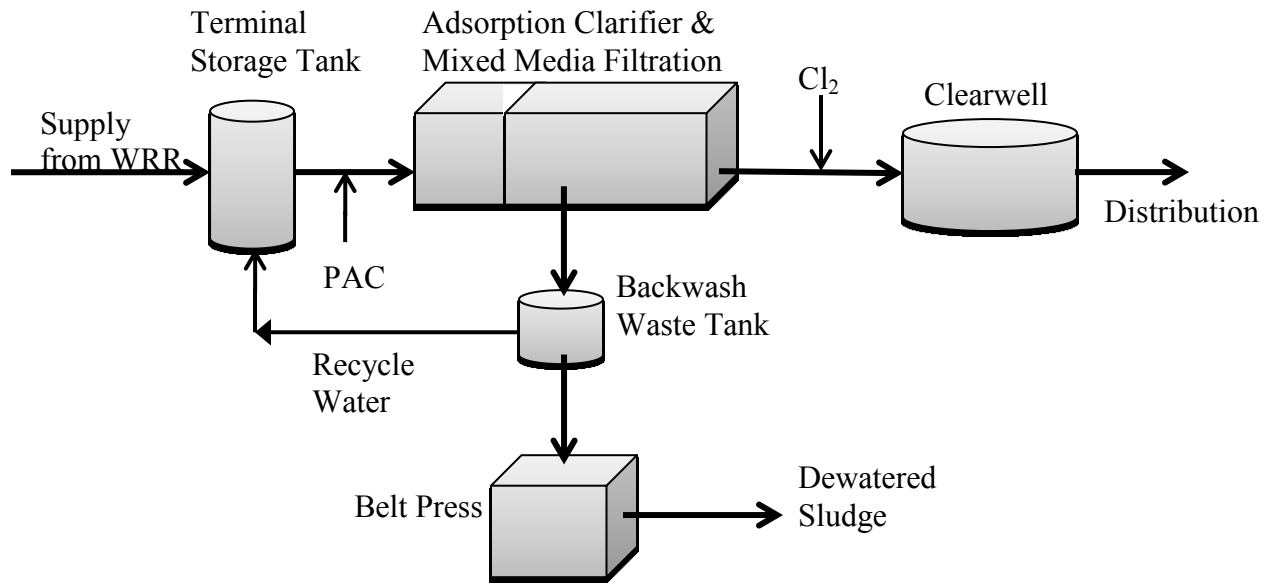 Terminal
Storage Tank
Adsorption Clarifier &
Mixed Media Filtration
Cl₂
Clearwell
Supply
from WRR
Distribution
PAC
Backwash
Waste Tank
Recycle
Water
Belt Press
Dewatered
Sludge